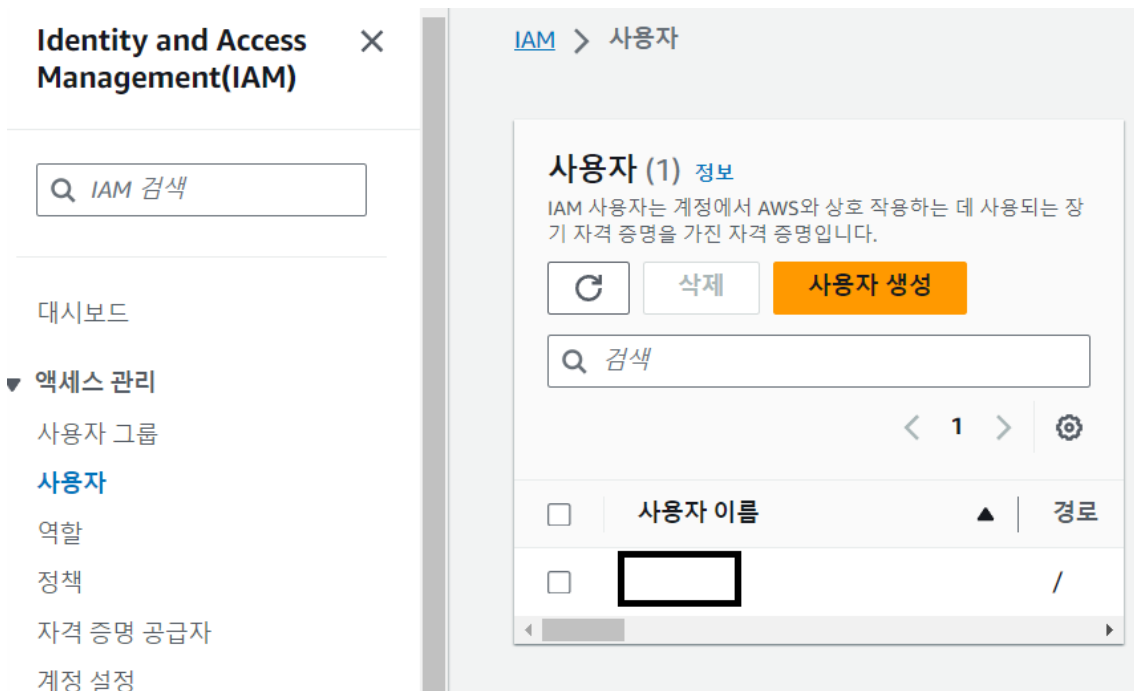 Identity and Access
Management(IAM)
IAM 검색
대시보드
액세스 관리
사용자 그룹
사용자
역할
정책
자격 증명 공급자
계정 설정
IAM > 사용자
사용자 (1) 정보
IAM 사용자는 계정에서 AWS와 상호 작용하는 데 사용되는 장
기 자격 증명을 가진 자격 증명입니다.
삭제 사용자 생성
검색
1
사용자 이름 경로
/